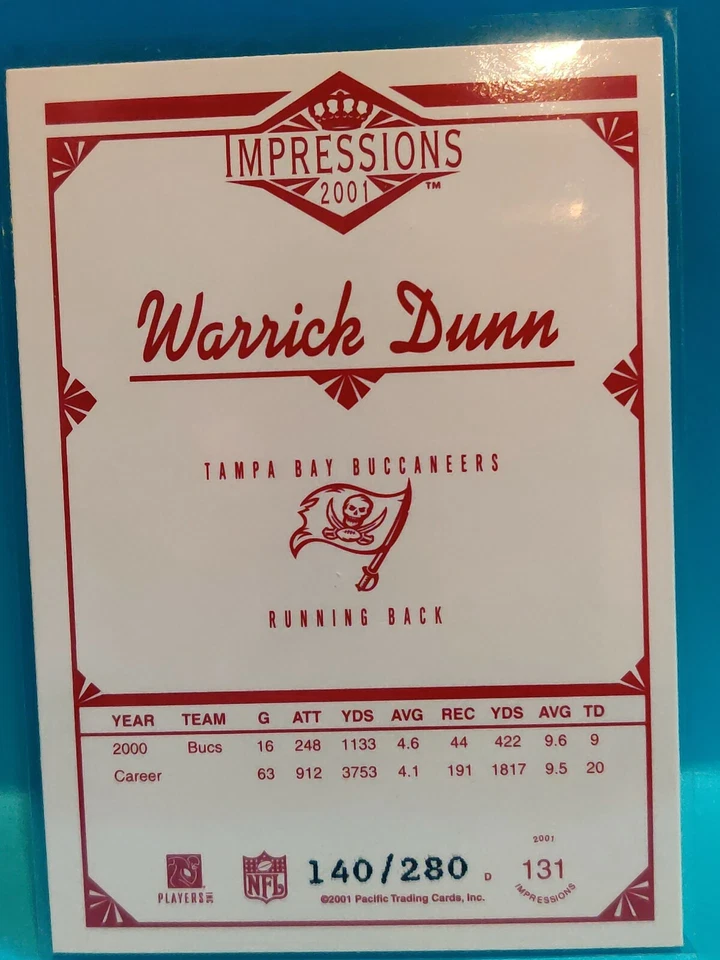 IMPRESSIONS
2001 ™
Warrick Dunn
TAMPA BAY BUCCANEERS
RUNNING BACK
YEAR TEAM G ATT YDS AVG REC YDS AVG TD
2000 Bucs 16 248 1133 4.6 44 422 9.6 9
Career 63 912 3753 4.1 191 1817 9.5 20
PLAYERS INC
NFL
140/280 D
©2001 Pacific Trading Cards, Inc.
2001
131
IMPRESSIONS